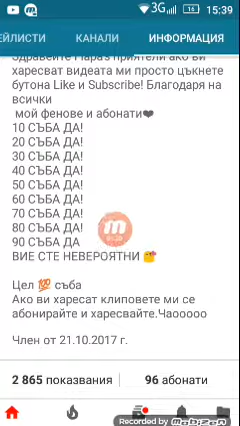 3G 16 15:39
ЕЙЛИСТИ КАНАЛИ ИНФОРМАЦИЯ
Здравейте приятели ако ви
харесват видеата ми просто цъкнете
бутона Like и Subscribe! Благодаря на
всички
мой фенове и абонати❤
10 СЪБА ДА!
20 СЪБА ДА!
30 СЪБА ДА!
40 СЪБА ДА!
50 СЪБА ДА!
60 СЪБА ДА!
70 СЪБА ДА!
80 СЪБА ДА!
90 СЪБА ДА
ВИЕ СТЕ НЕВЕРОЯТНИ 😘
Цел 💯 съба
Ако ви харесат клиповете ми се
абонирайте и харесвайте.Чаооооо
Член от 21.10.2017 г.
2 865 показвания 96 абонати
Recorded by Mobizen